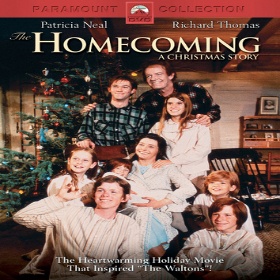 PARAMOUNT COLLECTION
Patricia Neal Richard Thomas
The
HOMECOMING
A CHRISTMAS STORY
The Heartwarming Holiday Movie
That Inspired "The Waltons"!